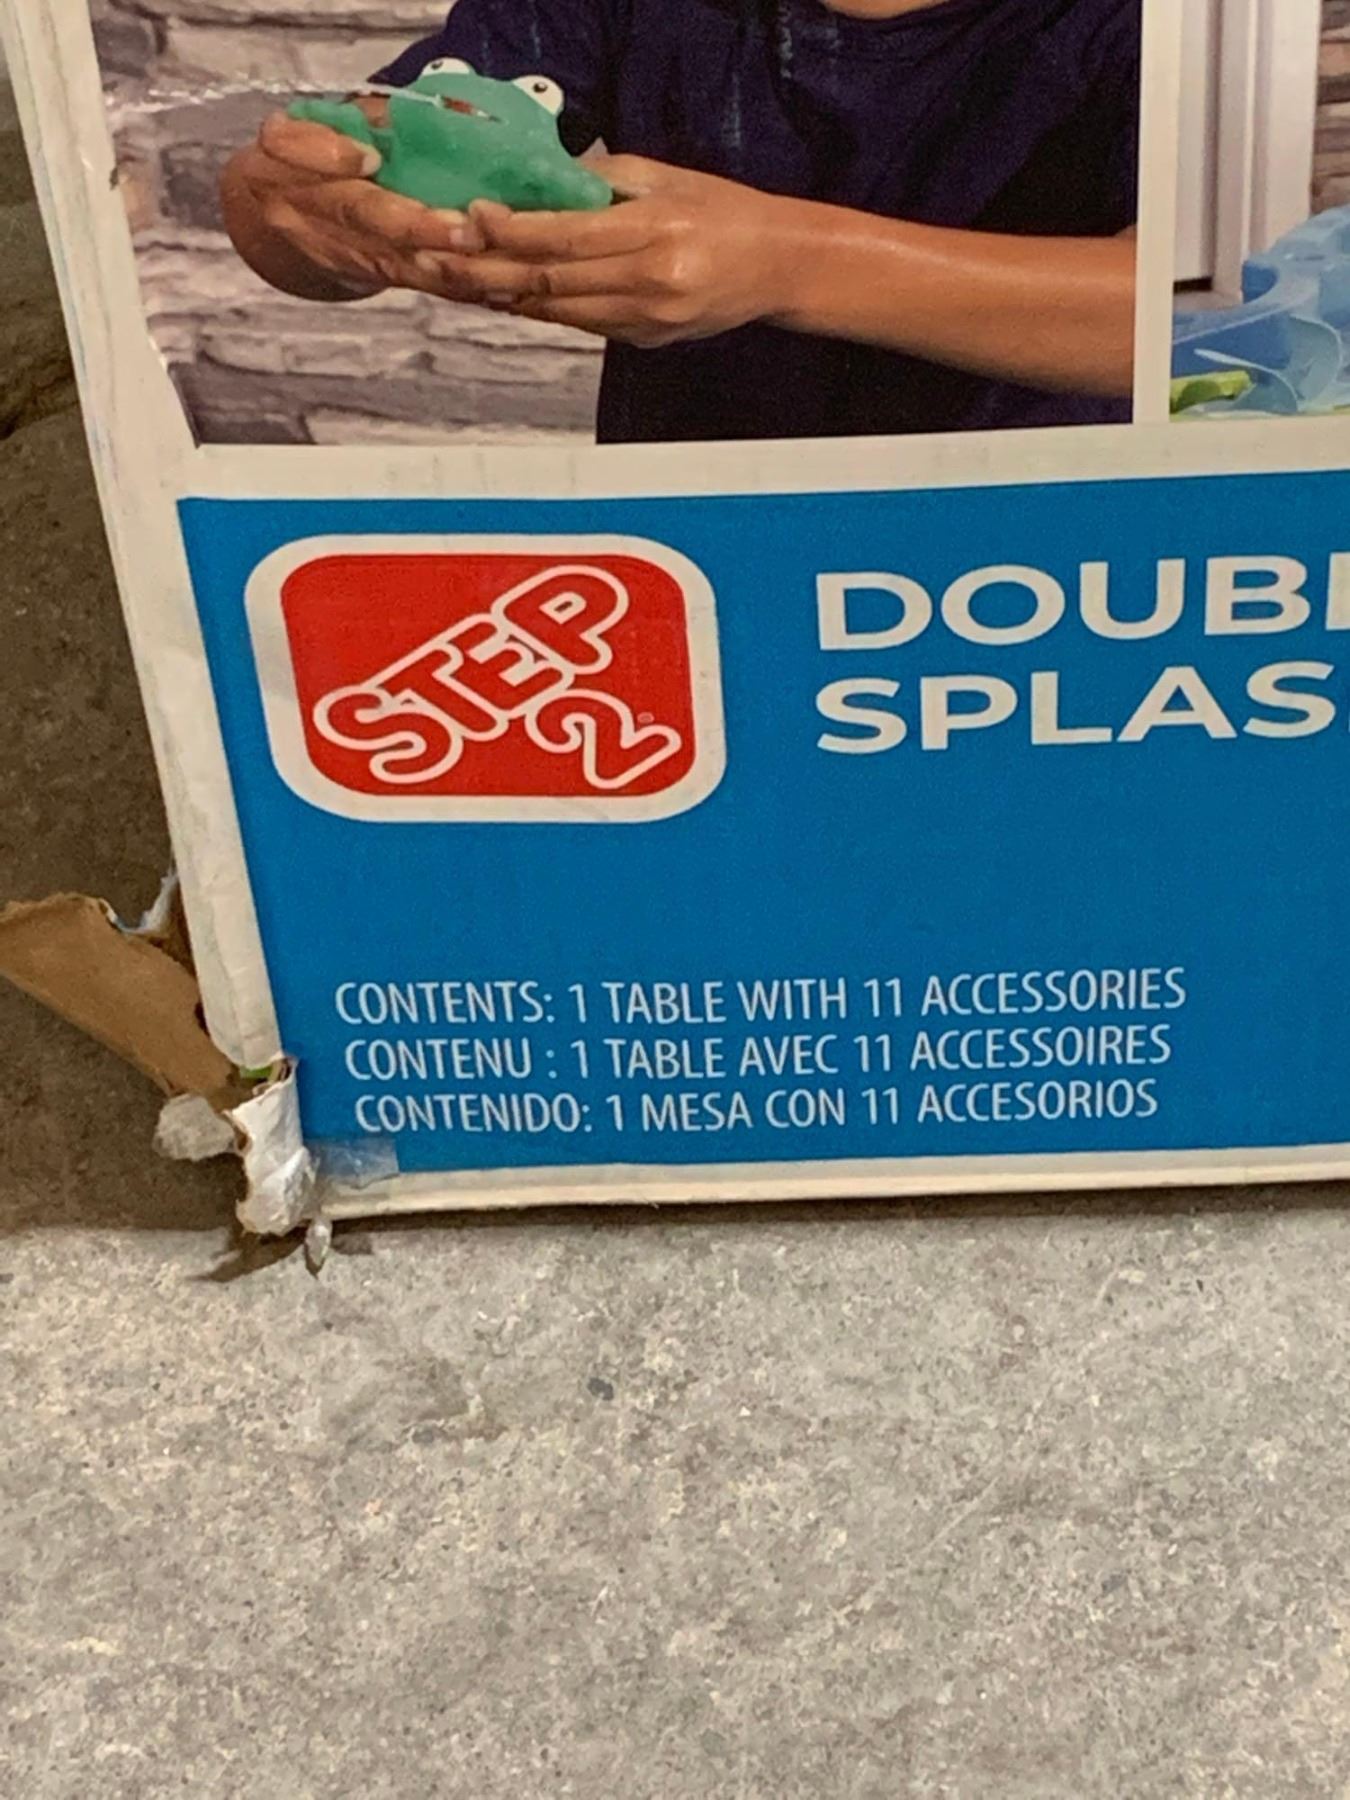 STEP
2
DOUB
SPLAS
CONTENTS: 1 TABLE WITH 11 ACCESSORIES
CONTENU : 1 TABLE AVEC 11 ACCESSOIRES
CONTENIDO: 1 MESA CON 11 ACCESORIOS